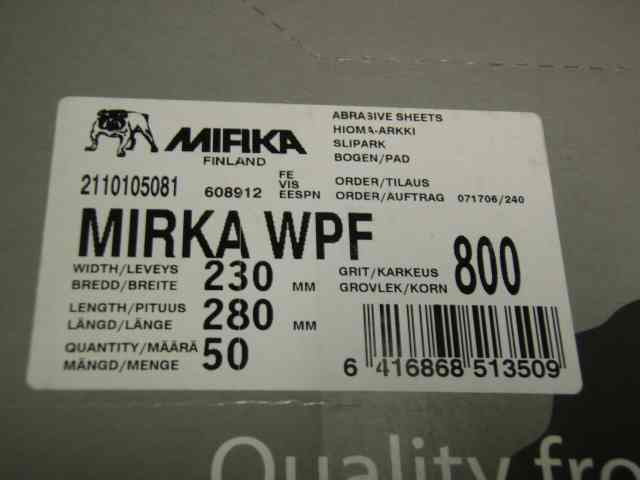 MIRKA
FINLAND
ABRASIVE SHEETS
HIOMA-ARKKI
SLIPARK
BOGEN/PAD
2110105081 608912 FE
VIS
EESPN
ORDER/TILAUS
ORDER/AUFTRAG 071706/240
MIRKA WPF
WIDTH/LEVEYS
BREDD/BREITE 230 MM
GRIT/KARKEUS
GROVLEK/KORN 800
LENGTH/PITUUS
LÄNGD/LÄNGE 280 MM
QUANTITY/MÄÄRÄ
MÄNGD/MENGE 50
6 416868 513509
Quality from